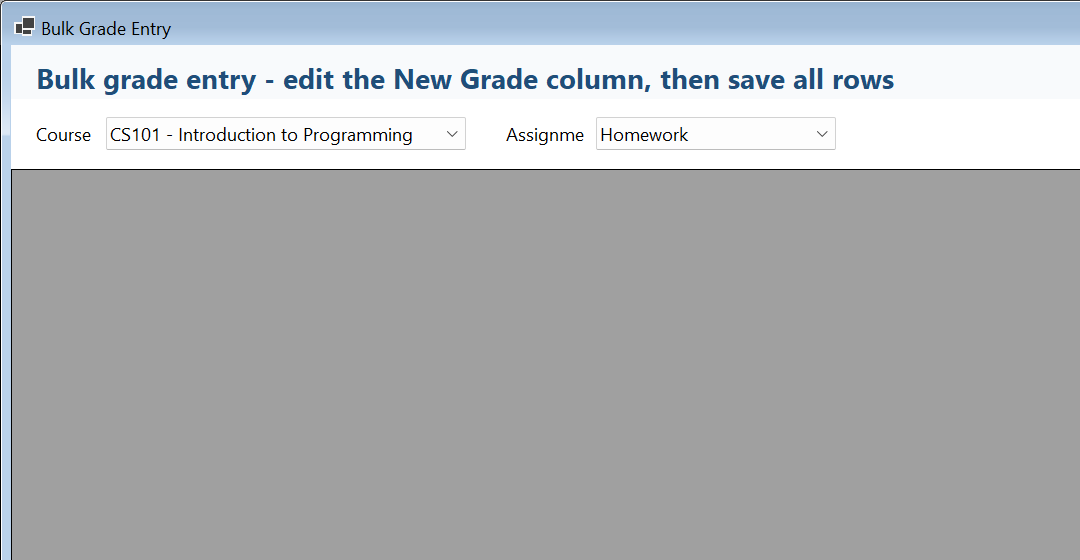 Bulk Grade Entry
Bulk grade entry - edit the New Grade column, then save all rows
Course CS101 - Introduction to Programming Assignme Homework